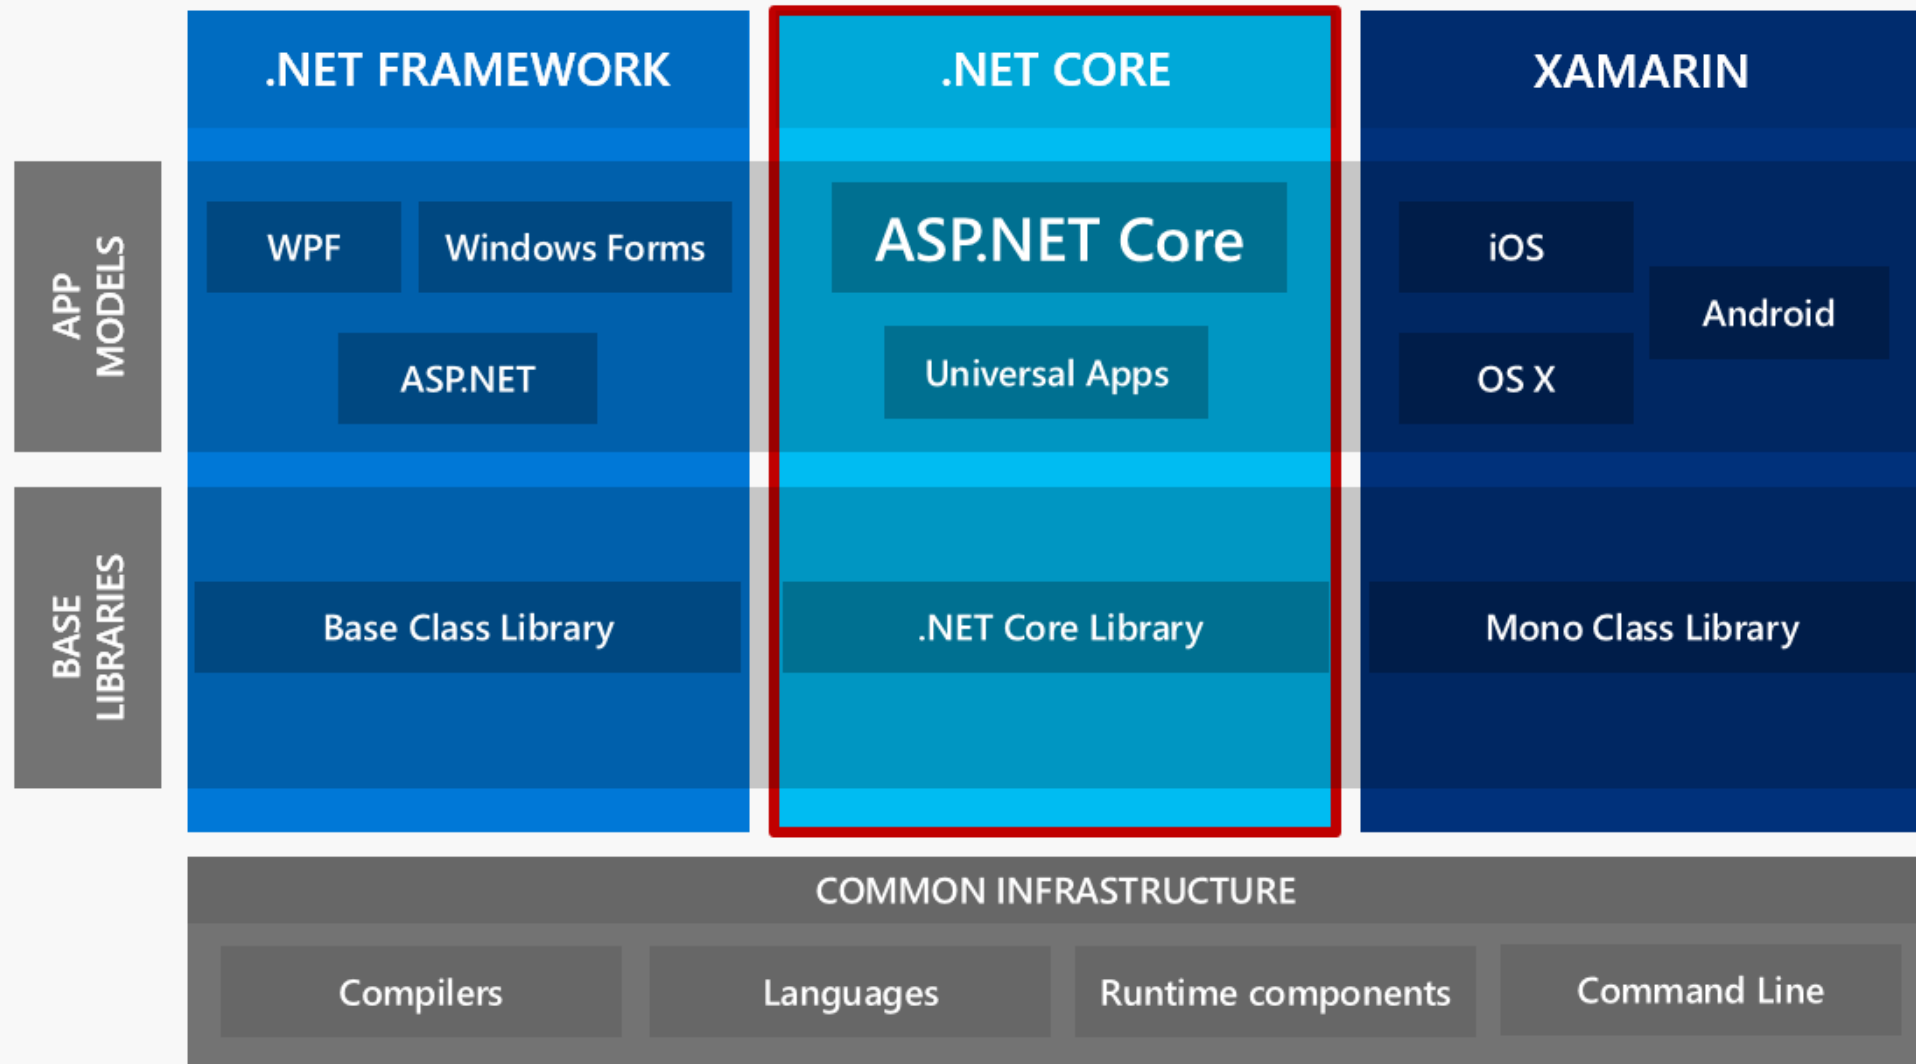 .NET FRAMEWORK
.NET CORE
XAMARIN
APP
MODELS
WPF
Windows Forms
ASP.NET
ASP.NET Core
Universal Apps
iOS
Android
OS X
BASE
LIBRARIES
Base Class Library
.NET Core Library
Mono Class Library
COMMON INFRASTRUCTURE
Compilers
Languages
Runtime components
Command Line